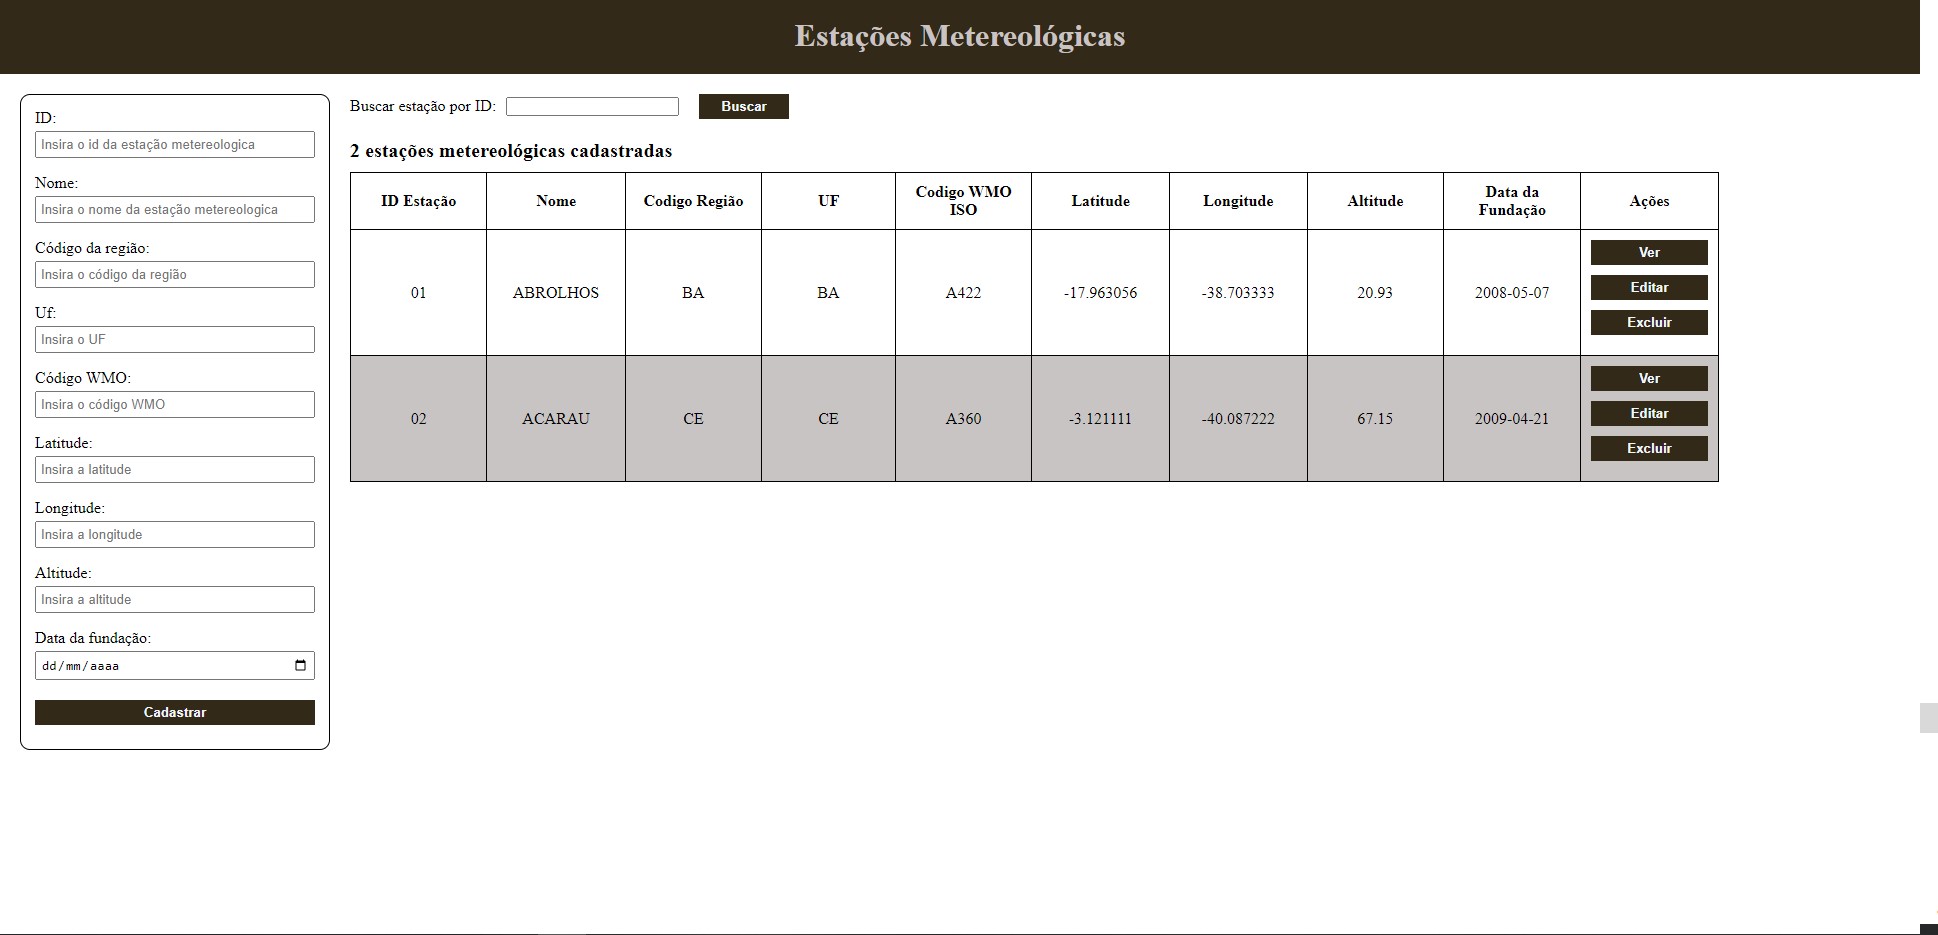 Estações Metereológicas
ID:
Insira o id da estação metereologica
Nome:
Insira o nome da estação metereologica
Código da região:
Insira o código da região
Uf:
Insira o UF
Código WMO:
Insira o código WMO
Latitude:
Insira a latitude
Longitude:
Insira a longitude
Altitude:
Insira a altitude
Data da fundação:
dd/mm/aaaa
Cadastrar
Buscar estação por ID: Buscar
2 estações metereológicas cadastradas
ID Estação Nome Codigo Região UF Codigo WMO ISO Latitude Longitude Altitude Data da Fundação Ações
01 ABROLHOS BA BA A422 -17.963056 -38.703333 20.93 2008-05-07
Ver
Editar
Excluir
02 ACARAU CE CE A360 -3.121111 -40.087222 67.15 2009-04-21
Ver
Editar
Excluir